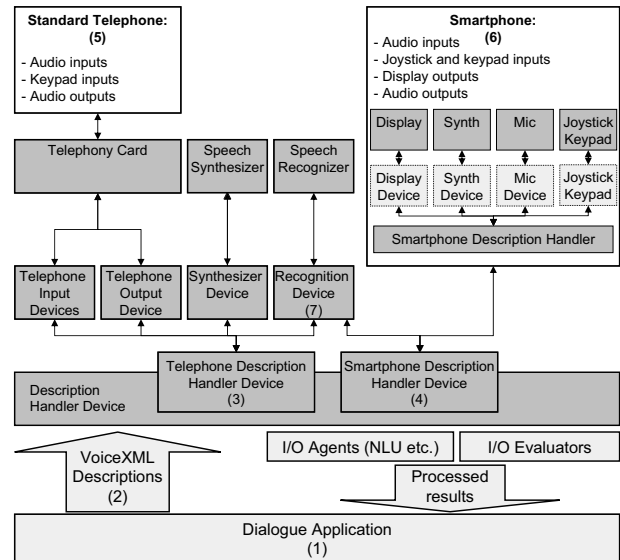 Standard Telephone:
(5)
- Audio inputs
- Keypad inputs
- Audio outputs
Smartphone:
(6)
- Audio inputs
- Joystick and keypad inputs
- Display outputs
- Audio outputs
Display
Synth
Mic
Joystick
Keypad
Display
Device
Synth
Device
Mic
Device
Joystick
Keypad
Smartphone Description Handler
Telephony Card
Speech
Synthesizer
Speech
Recognizer
Telephone
Input
Devices
Telephone
Output
Device
Synthesizer
Device
Recognition
Device
(7)
Telephone Description
Handler Device
(3)
Smartphone Description
Handler Device
(4)
Description
Handler Device
VoiceXML
Descriptions
(2)
I/O Agents (NLU etc.)
I/O Evaluators
Processed
results
Dialogue Application
(1)